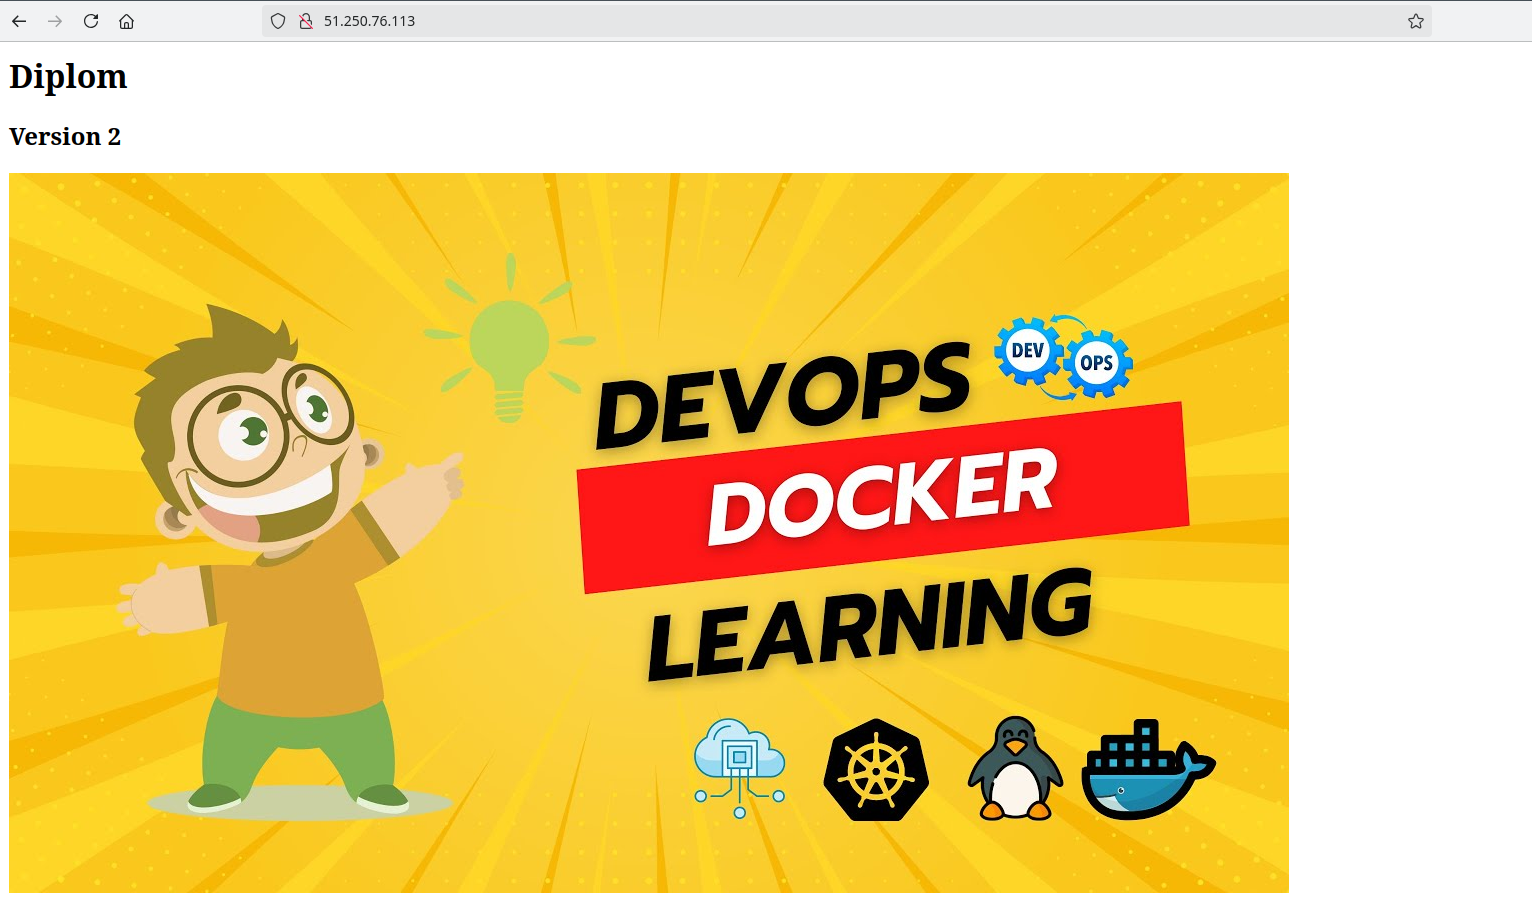 51.250.76.113
Diplom
Version 2
DEVOPS
DEV
OPS
DOCKER
LEARNING